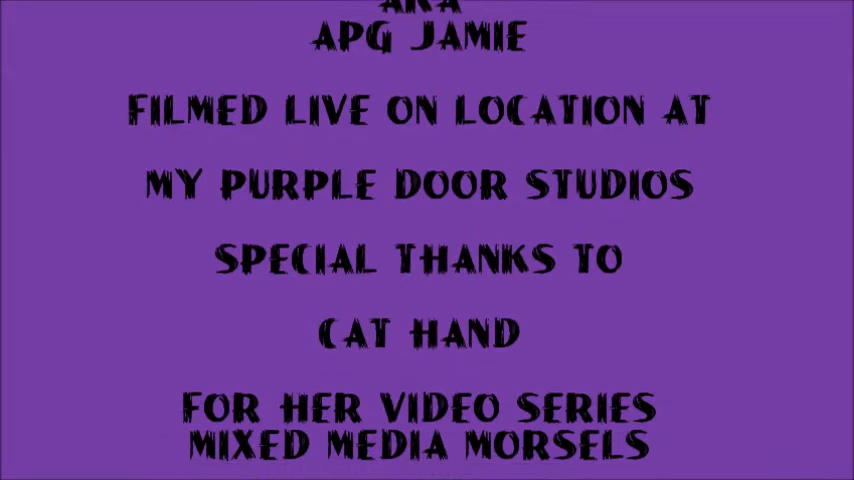 AKA
APG JAMIE
FILMED LIVE ON LOCATION AT
MY PURPLE DOOR STUDIOS
SPECIAL THANKS TO
CAT HAND
FOR HER VIDEO SERIES
MIXED MEDIA MORSELS